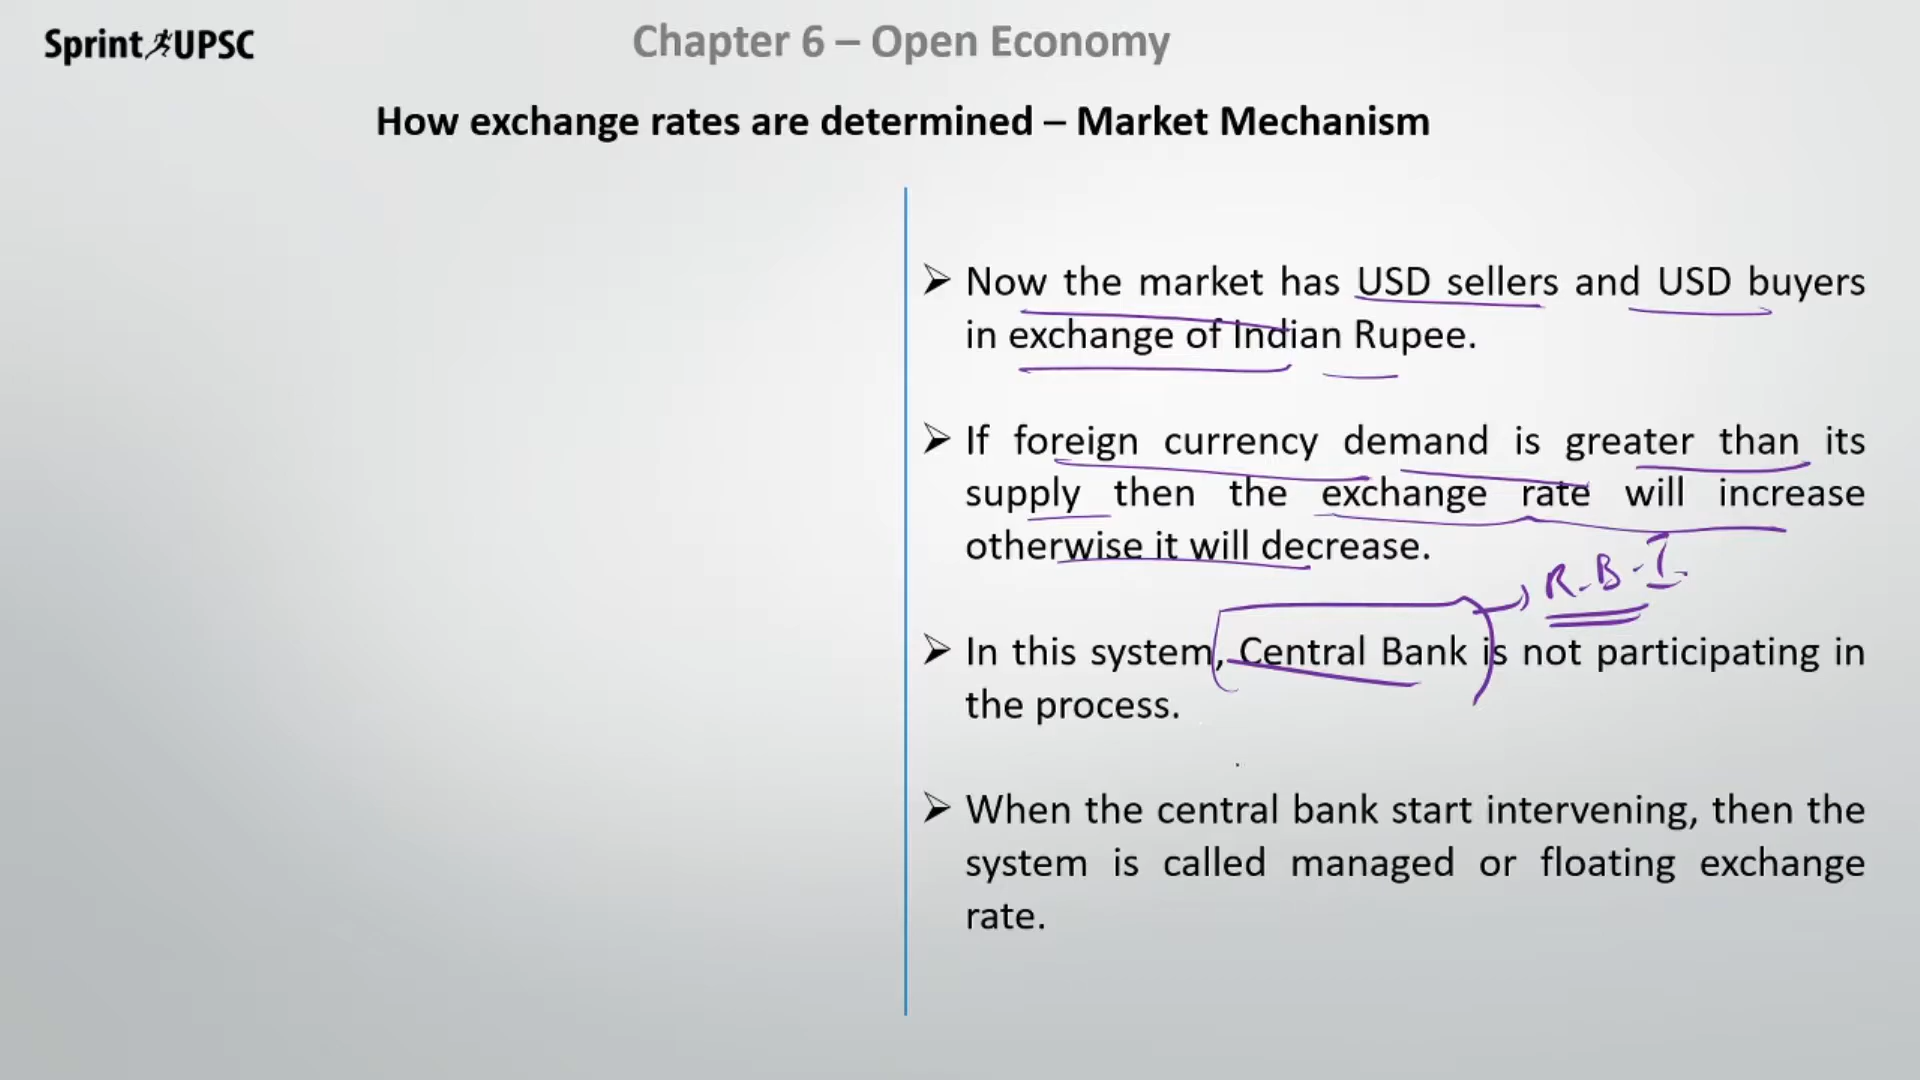 Sprint UPSC
Chapter 6 – Open Economy
How exchange rates are determined – Market Mechanism
➢ Now the market has USD sellers and USD buyers
in exchange of Indian Rupee.
➢ If foreign currency demand is greater than its
supply then the exchange rate will increase
otherwise it will decrease.
R.B.I.
➢ In this system, Central Bank is not participating in
the process.
➢ When the central bank start intervening, then the
system is called managed or floating exchange
rate.